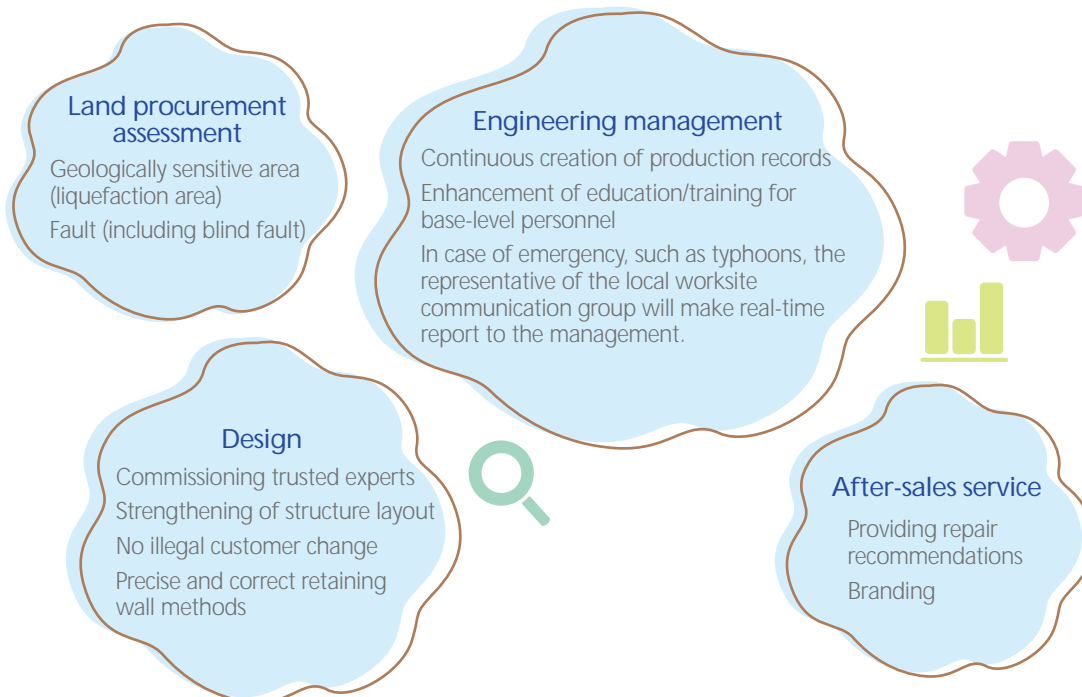 Land procurement
assessment
Geologically sensitive area
(liquefaction area)
Fault (including blind fault)
Engineering management
Continuous creation of production records
Enhancement of education/training for
base-level personnel
In case of emergency, such as typhoons, the
representative of the local worksite
communication group will make real-time
report to the management.
Design
Commissioning trusted experts
Strengthening of structure layout
No illegal customer change
Precise and correct retaining
wall methods
After-sales service
Providing repair
recommendations
Branding